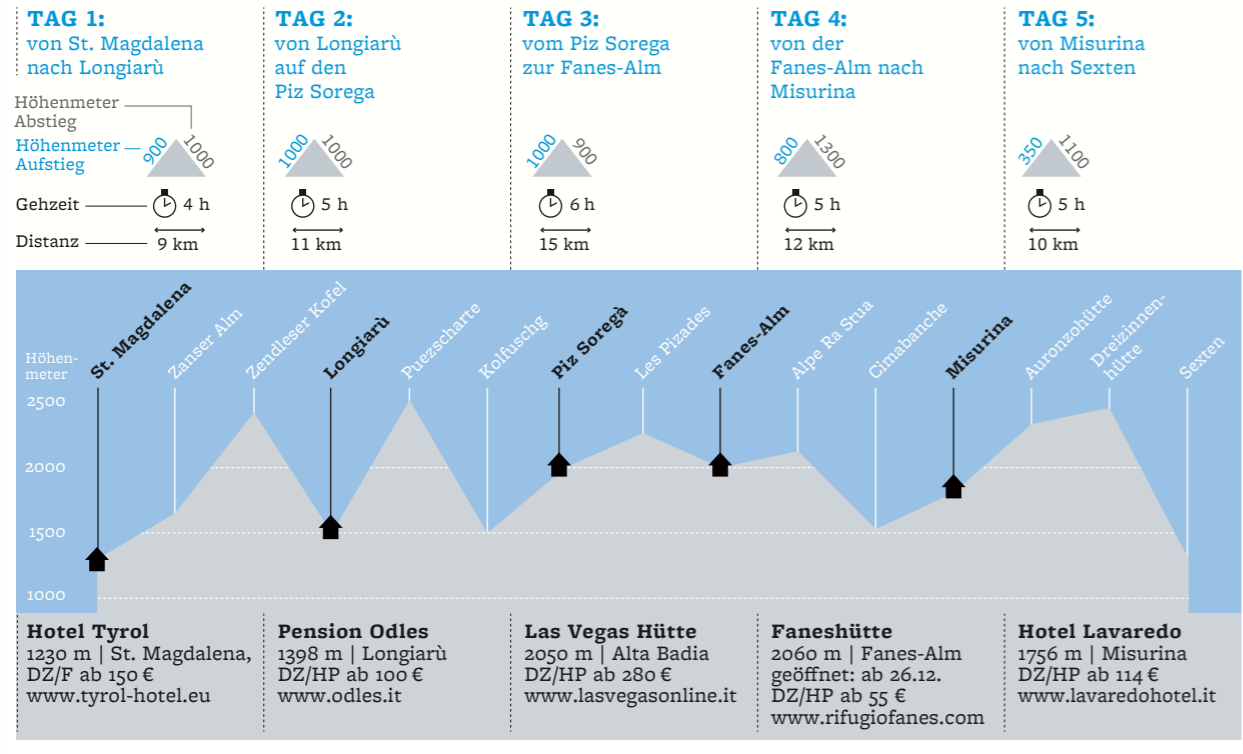 TAG 1:
von St. Magdalena
nach Longiarù
TAG 2:
von Longiarù
auf den
Piz Sorega
TAG 3:
vom Piz Sorega
zur Fanes-Alm
TAG 4:
von der
Fanes-Alm nach
Misurina
TAG 5:
von Misurina
nach Sexten
Höhenmeter
Abstieg
Höhenmeter
Aufstieg
900 1000
1000 1000
1000 900
800 1300
350 1100
Gehzeit
4 h
5 h
6 h
5 h
5 h
Distanz
9 km
11 km
15 km
12 km
10 km
Höhen-
meter
St. Magdalena
Zanser Alm
Zendleser Kofel
Longiarù
Puezscharte
Kolfuschg
Piz Soregà
Les Pizades
Fanes-Alm
Alpe Ra Stua
Cimabanche
Misurina
Auronzohütte
Dreizinnen-
hütte
Sexten
2500
2000
1500
1000
Hotel Tyrol
1230 m | St. Magdalena,
DZ/F ab 150 €
www.tyrol-hotel.eu
Pension Odles
1398 m | Longiarù
DZ/HP ab 100 €
www.odles.it
Las Vegas Hütte
2050 m | Alta Badia
DZ/HP ab 280 €
www.lasvegasonline.it
Faneshütte
2060 m | Fanes-Alm
geöffnet: ab 26.12.
DZ/HP ab 55 €
www.rifugiofanes.com
Hotel Lavaredo
1756 m | Misurina
DZ/HP ab 114 €
www.lavaredohotel.it